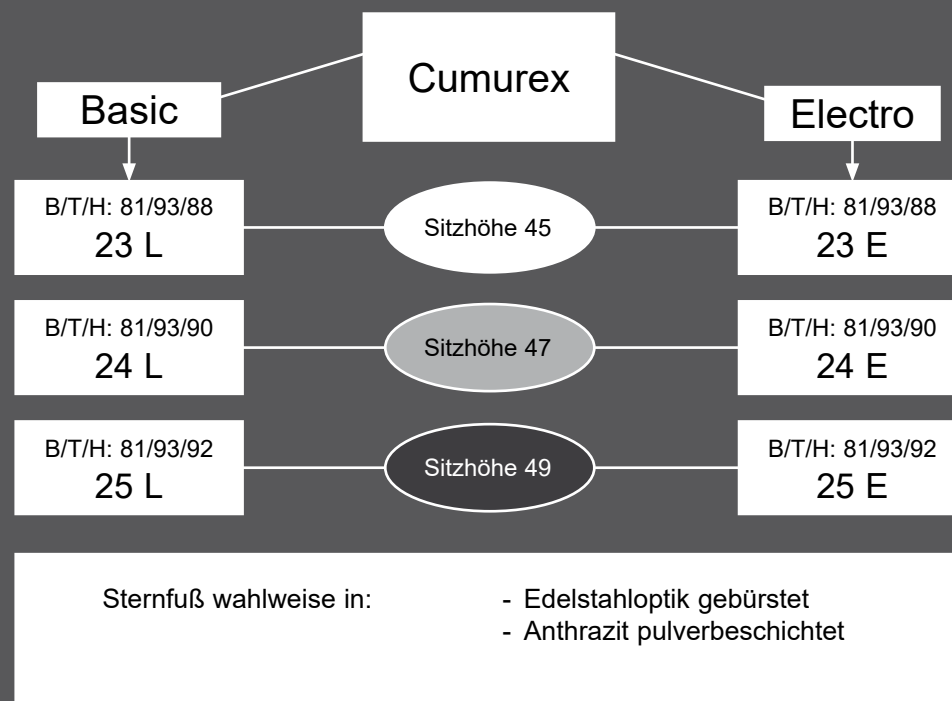 Cumurex
Basic
Electro
B/T/H: 81/93/88
23 L
Sitzhöhe 45
B/T/H: 81/93/88
23 E
B/T/H: 81/93/90
24 L
Sitzhöhe 47
B/T/H: 81/93/90
24 E
B/T/H: 81/93/92
25 L
Sitzhöhe 49
B/T/H: 81/93/92
25 E
Sternfuß wahlweise in:
- Edelstahloptik gebürstet
- Anthrazit pulverbeschichtet